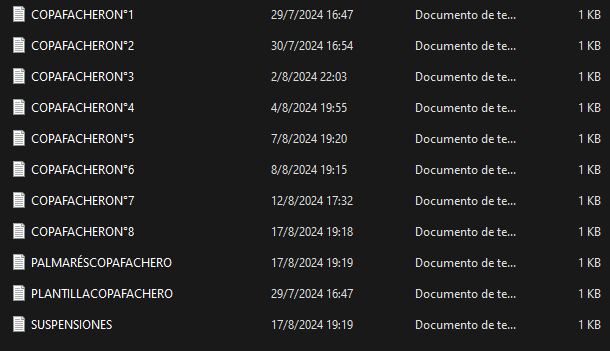 COPAFACHERON°1 29/7/2024 16:47 Documento de te... 1 KB
COPAFACHERON°2 30/7/2024 16:54 Documento de te... 1 KB
COPAFACHERON°3 2/8/2024 22:03 Documento de te... 1 KB
COPAFACHERON°4 4/8/2024 19:55 Documento de te... 1 KB
COPAFACHERON°5 7/8/2024 19:20 Documento de te... 1 KB
COPAFACHERON°6 8/8/2024 19:15 Documento de te... 1 KB
COPAFACHERON°7 12/8/2024 17:32 Documento de te... 1 KB
COPAFACHERON°8 17/8/2024 19:18 Documento de te... 1 KB
PALMARÉSCOPAFACHERO 17/8/2024 19:19 Documento de te... 1 KB
PLANTILLACOPAFACHERO 29/7/2024 16:47 Documento de te... 1 KB
SUSPENSIONES 17/8/2024 19:19 Documento de te... 1 KB